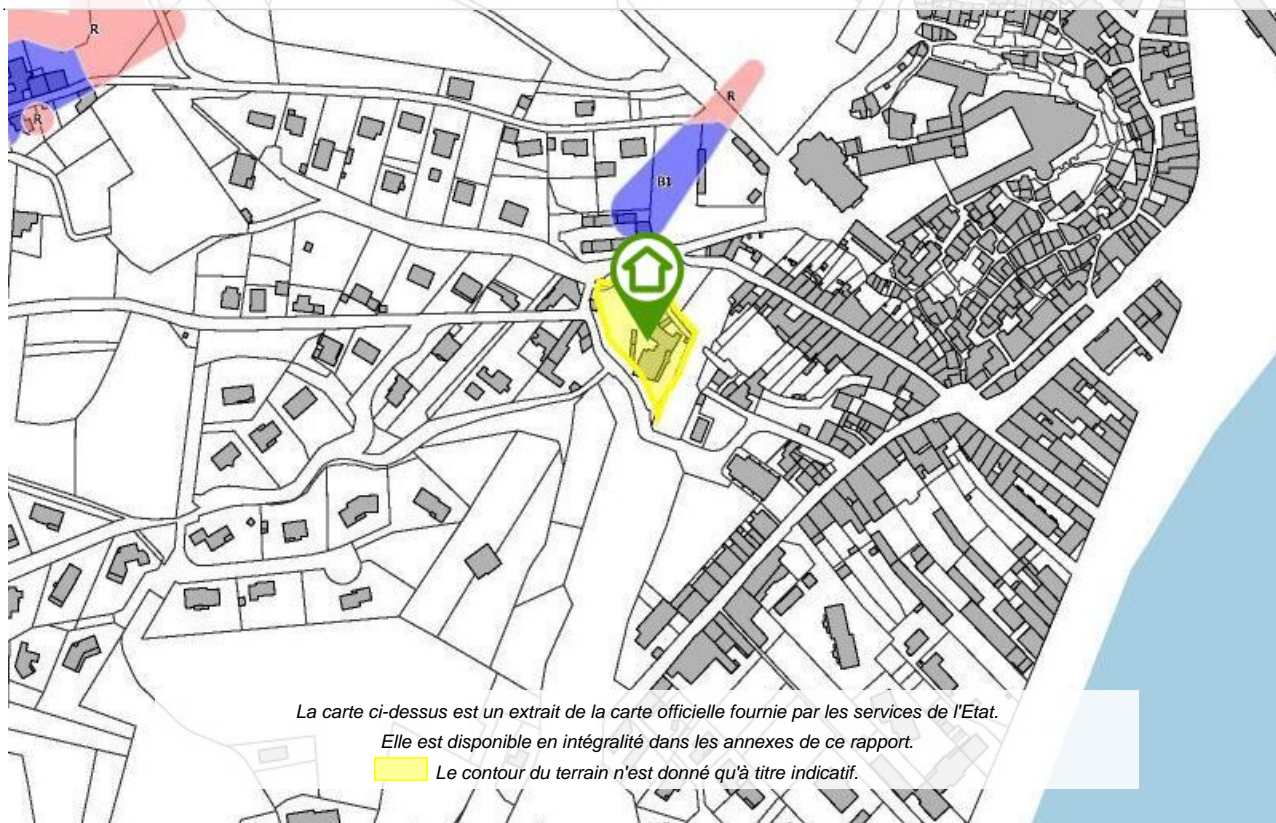 R
R
R
B1
La carte ci-dessus est un extrait de la carte officielle fournie par les services de l'Etat.
Elle est disponible en intégralité dans les annexes de ce rapport.
Le contour du terrain n'est donné qu'à titre indicatif.